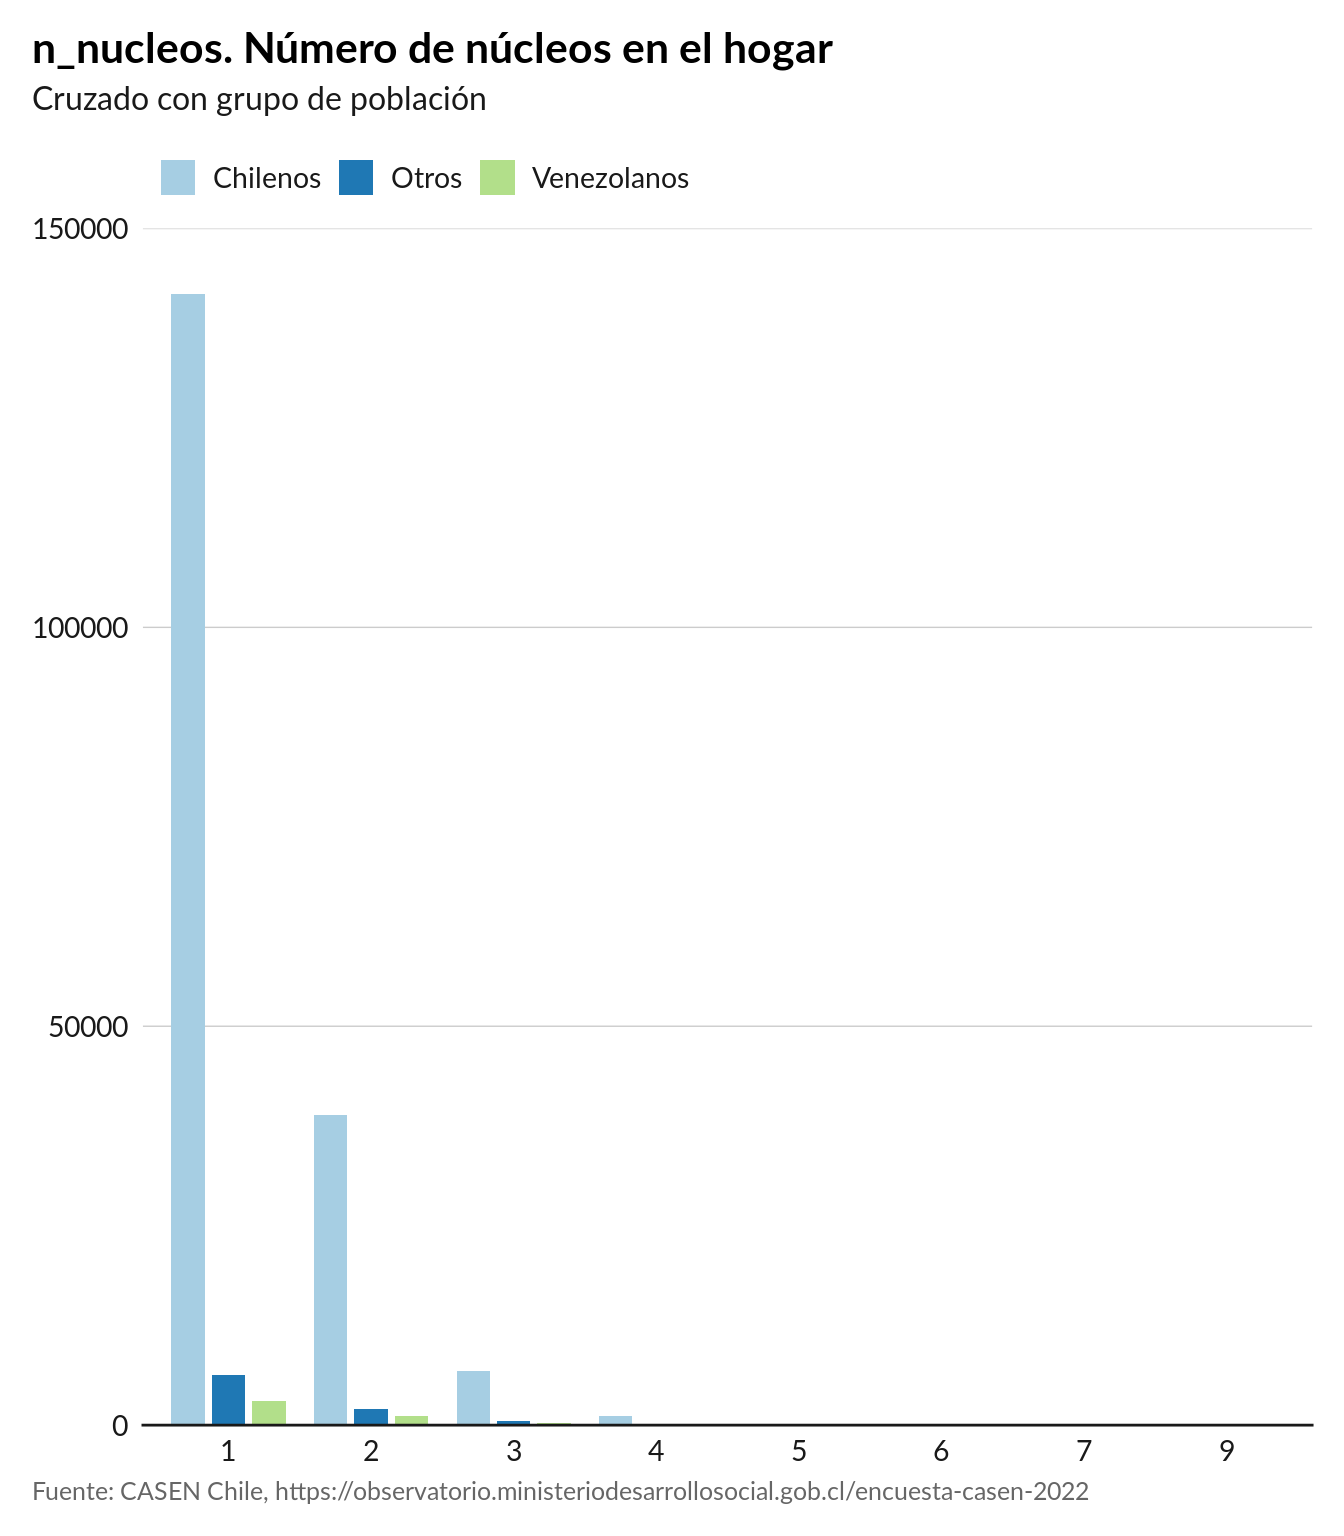 n_nucleos. Número de núcleos en el hogar
Cruzado con grupo de población
Chilenos Otros Venezolanos
150000
100000
50000
0
1 2 3 4 5 6 7 9
Fuente: CASEN Chile, https://observatorio.ministeriodesarrollosocial.gob.cl/encuesta-casen-2022